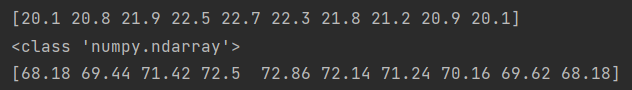 [20.1 20.8 21.9 22.5 22.7 22.3 21.8 21.2 20.9 20.1]
<class 'numpy.ndarray'>
[68.18 69.44 71.42 72.5  72.86 72.14 71.24 70.16 69.62 68.18]